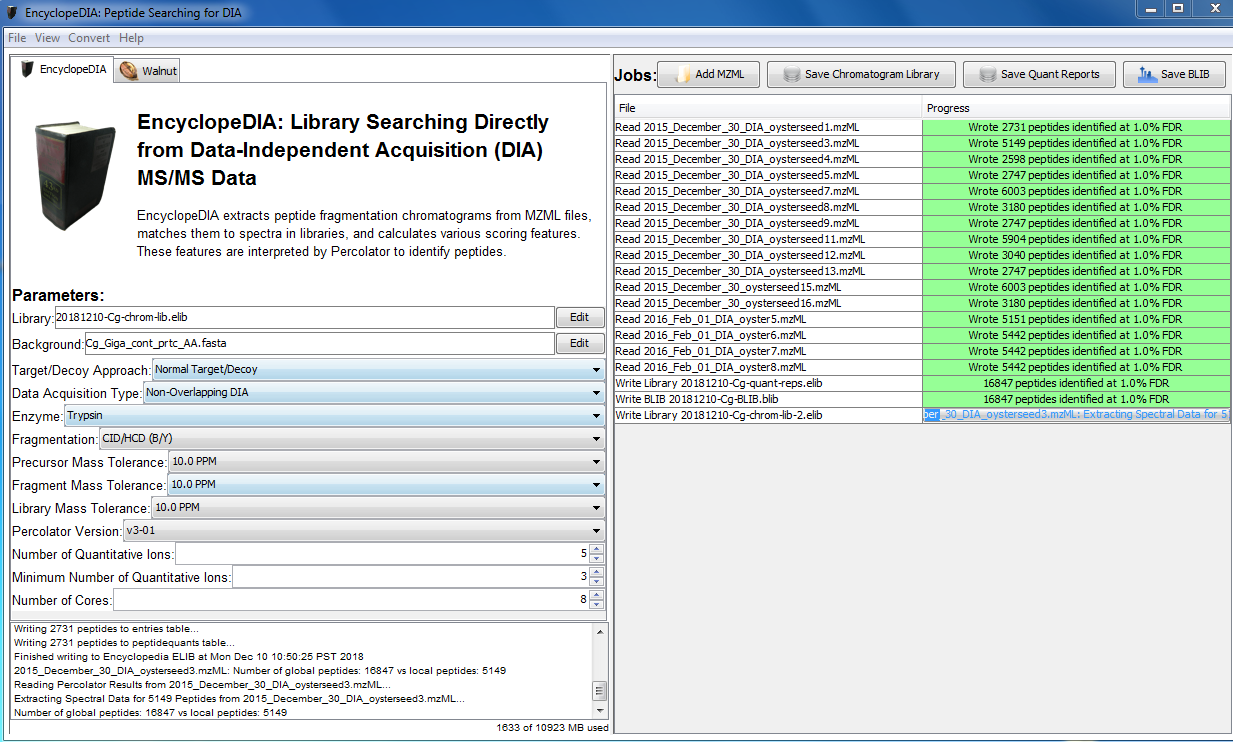 EncyclopeDIA: Peptide Searching for DIA
File View Convert Help
EncyclopeDIA Walnut
EncyclopeDIA: Library Searching Directly
from Data-Independent Acquisition (DIA)
MS/MS Data
EncyclopeDIA extracts peptide fragmentation chromatograms from MZML files,
matches them to spectra in libraries, and calculates various scoring features.
These features are interpreted by Percolator to identify peptides.
Parameters:
Library: 20181210-Cg-chrom-lib.elib Edit
Background: Cg_Giga_cont_prtc_AA.fasta Edit
Target/Decoy Approach: Normal Target/Decoy
Data Acquisition Type: Non-Overlapping DIA
Enzyme: Trypsin
Fragmentation: CID/HCD (B/Y)
Precursor Mass Tolerance: 10.0 PPM
Fragment Mass Tolerance: 10.0 PPM
Library Mass Tolerance: 10.0 PPM
Percolator Version: v3-01
Number of Quantitative Ions: 5
Minimum Number of Quantitative Ions: 3
Number of Cores: 8
Writing 2731 peptides to entries table...
Writing 2731 peptides to peptidequants table...
Finished writing to Encyclopedia ELIB at Mon Dec 10 10:50:25 PST 2018
2015_December_30_DIA_oysterseed3.mzML: Number of global peptides: 16847 vs local peptides: 5149
Reading Percolator Results from 2015_December_30_DIA_oysterseed3.mzML...
Extracting Spectral Data for 5149 Peptides from 2015_December_30_DIA_oysterseed3.mzML...
Number of global peptides: 16847 vs local peptides: 5149
1633 of 10923 MB used
Jobs: Add MZML Save Chromatogram Library Save Quant Reports Save BLIB
File Progress
Read 2015_December_30_DIA_oysterseed1.mzML Wrote 2731 peptides identified at 1.0% FDR
Read 2015_December_30_DIA_oysterseed3.mzML Wrote 5149 peptides identified at 1.0% FDR
Read 2015_December_30_DIA_oysterseed4.mzML Wrote 2598 peptides identified at 1.0% FDR
Read 2015_December_30_DIA_oysterseed5.mzML Wrote 2747 peptides identified at 1.0% FDR
Read 2015_December_30_DIA_oysterseed7.mzML Wrote 6003 peptides identified at 1.0% FDR
Read 2015_December_30_DIA_oysterseed8.mzML Wrote 3180 peptides identified at 1.0% FDR
Read 2015_December_30_DIA_oysterseed9.mzML Wrote 2747 peptides identified at 1.0% FDR
Read 2015_December_30_DIA_oysterseed11.mzML Wrote 5904 peptides identified at 1.0% FDR
Read 2015_December_30_DIA_oysterseed12.mzML Wrote 3040 peptides identified at 1.0% FDR
Read 2015_December_30_DIA_oysterseed13.mzML Wrote 2747 peptides identified at 1.0% FDR
Read 2015_December_30_oysterseed15.mzML Wrote 6003 peptides identified at 1.0% FDR
Read 2015_December_30_oysterseed16.mzML Wrote 3180 peptides identified at 1.0% FDR
Read 2016_Feb_01_DIA_oyster5.mzML Wrote 5151 peptides identified at 1.0% FDR
Read 2016_Feb_01_DIA_oyster6.mzML Wrote 5442 peptides identified at 1.0% FDR
Read 2016_Feb_01_DIA_oyster7.mzML Wrote 5442 peptides identified at 1.0% FDR
Read 2016_Feb_01_DIA_oyster8.mzML Wrote 5442 peptides identified at 1.0% FDR
Write Library 20181210-Cg-quant-reps.elib 16847 peptides identified at 1.0% FDR
Write BLIB 20181210-Cg-BLIB.blib 16847 peptides identified at 1.0% FDR
Write Library 20181210-Cg-chrom-lib-2.elib ber_30_DIA_oysterseed3.mzML: Extracting Spectral Data for 5